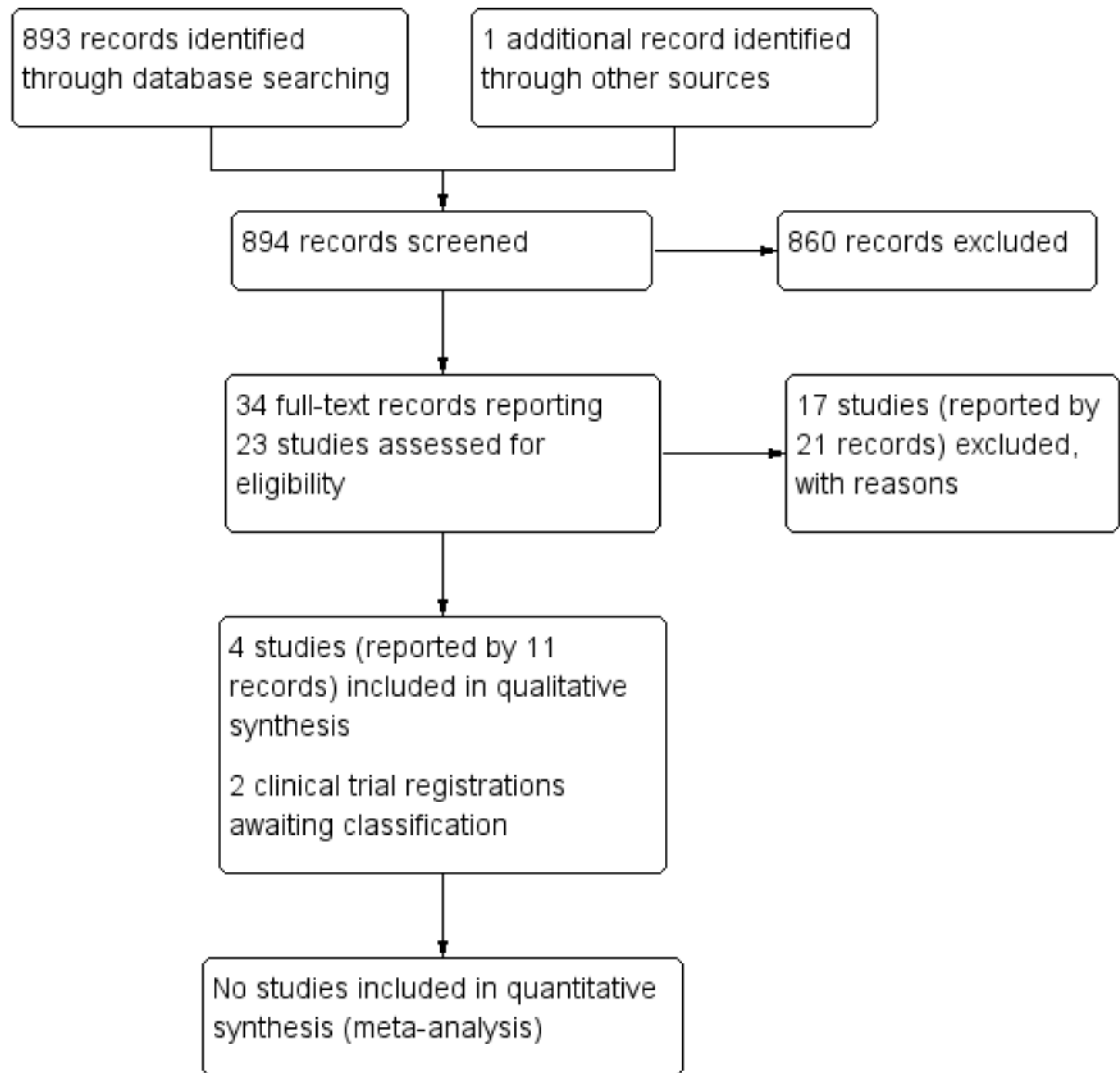 893 records identified
through database searching
1 additional record identified
through other sources
894 records screened
860 records excluded
34 full-text records reporting
23 studies assessed for
eligibility
17 studies (reported by
21 records) excluded,
with reasons
4 studies (reported by 11
records) included in qualitative
synthesis
2 clinical trial registrations
awaiting classification
No studies included in quantitative
synthesis (meta-analysis)